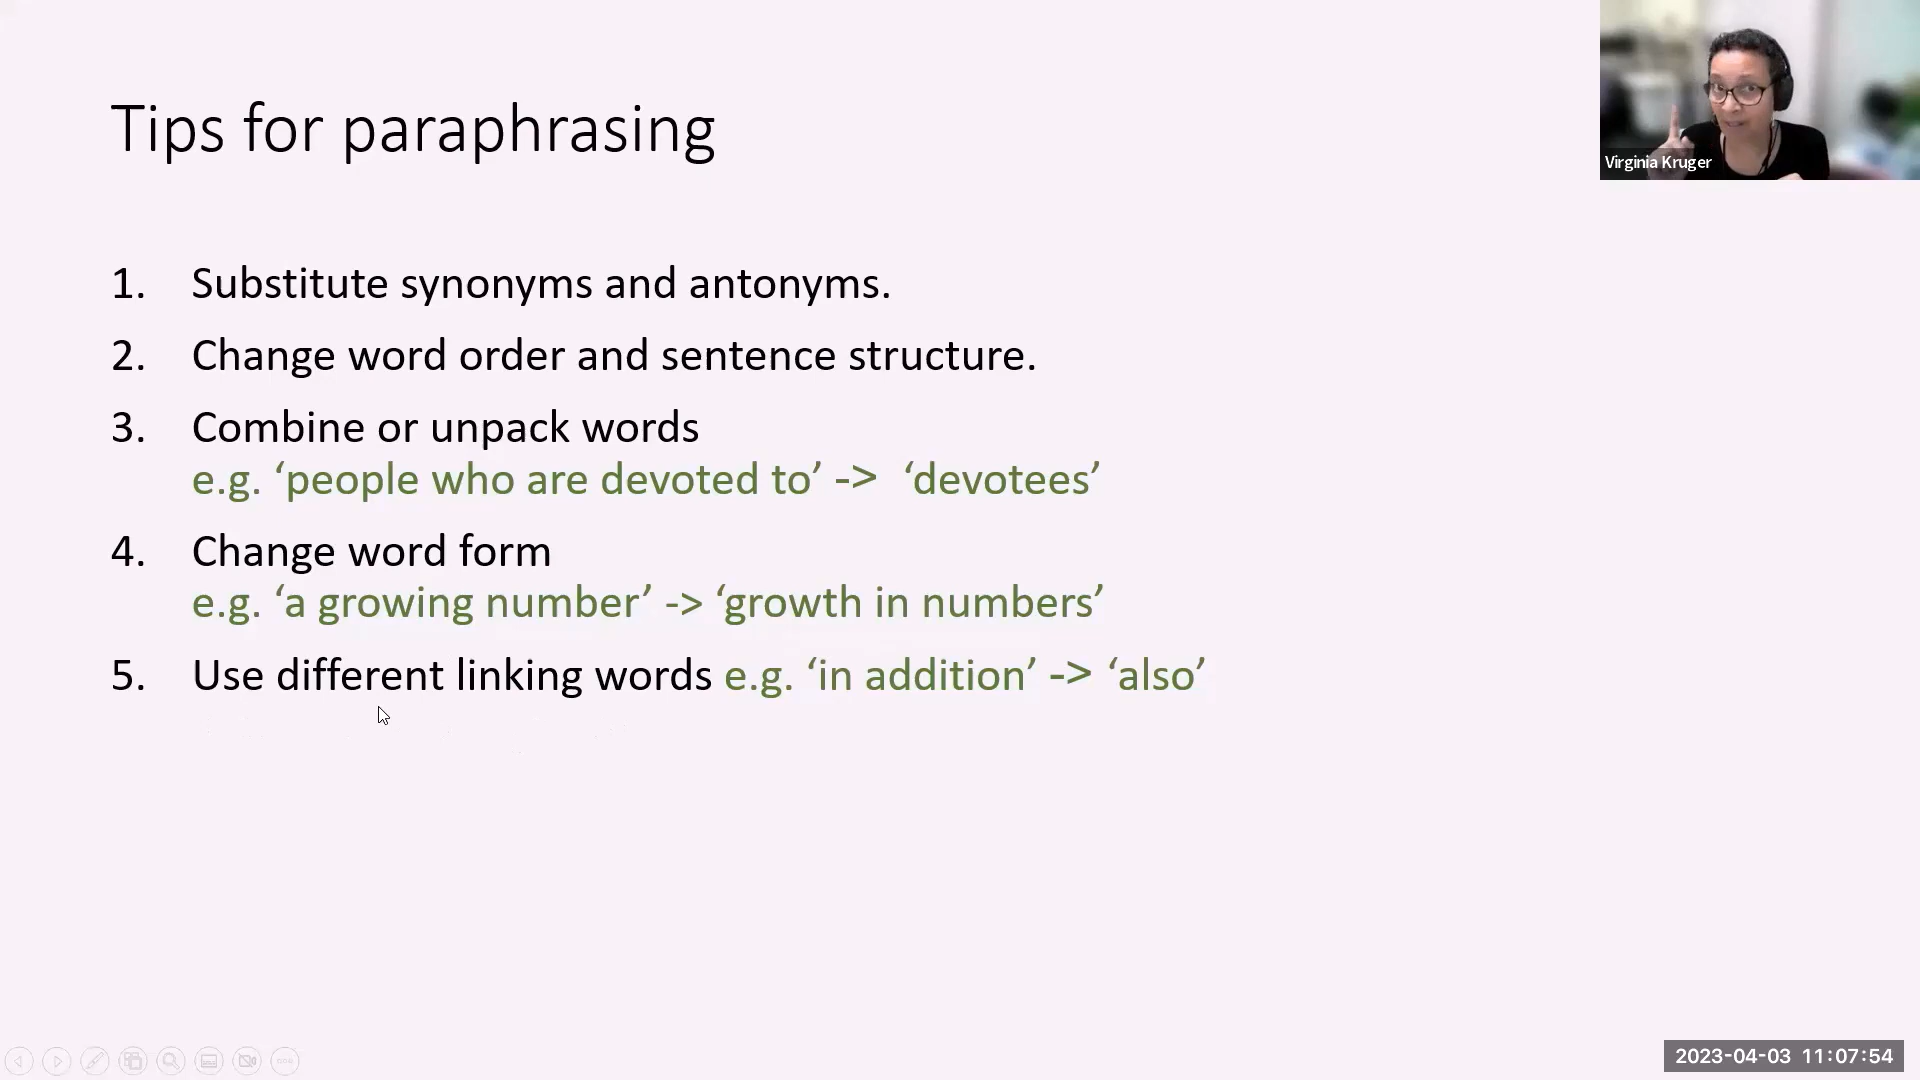 Tips for paraphrasing
Virginia Kruger
1. Substitute synonyms and antonyms.
2. Change word order and sentence structure.
3. Combine or unpack words
e.g. ‘people who are devoted to’ -> ‘devotees’
4. Change word form
e.g. ‘a growing number’ -> ‘growth in numbers’
5. Use different linking words e.g. ‘in addition’ -> ‘also’
2023-04-03 11:07:54